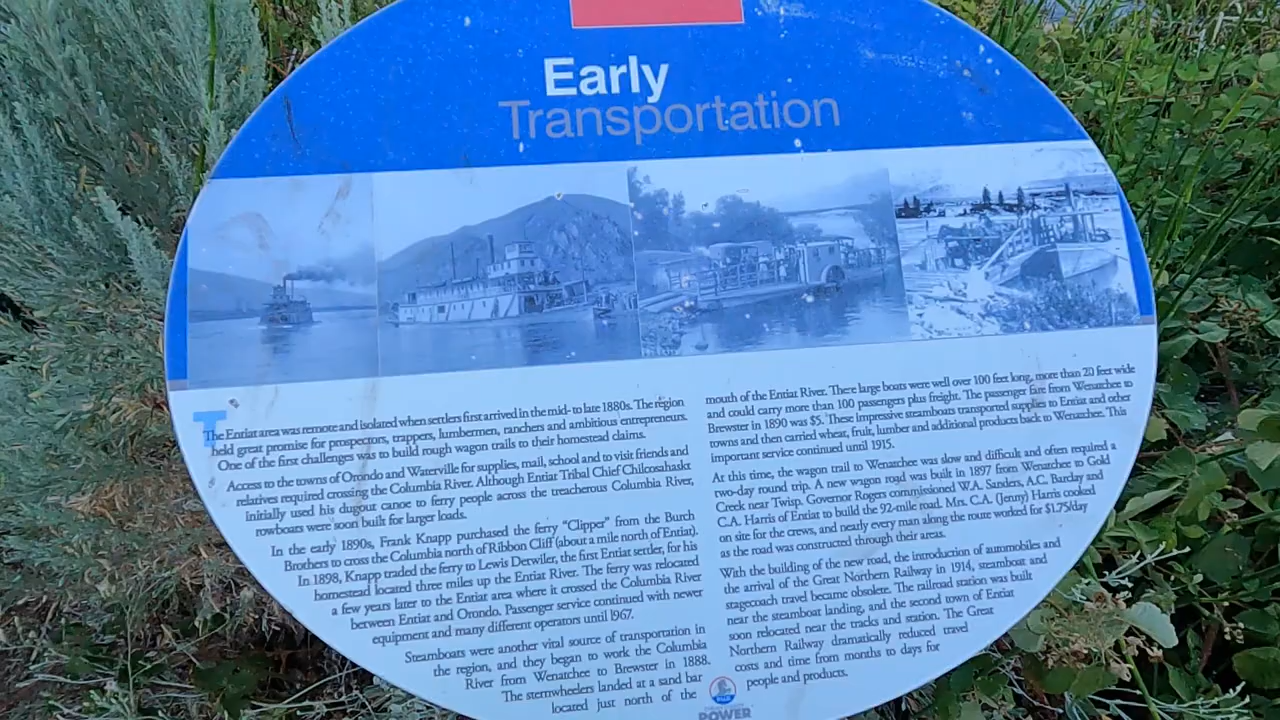 Early
Transportation
The Entiat area was remote and isolated when settlers first arrived in the mid- to late 1880s. The region
held great promise for prospectors, trappers, lumbermen, ranchers and ambitious entrepreneurs.
One of the first challenges was to build rough wagon trails to their homestead claims.
Access to the towns of Orondo and Waterville for supplies, mail, school and to visit friends and
relatives required crossing the Columbia River. Although Entiat Tribal Chief Chilcosahaskt
initially used his dugout canoe to ferry people across the treacherous Columbia River,
rowboats were soon built for larger loads.
In the early 1890s, Frank Knapp purchased the ferry "Clipper" from the Burch
Brothers to cross the Columbia north of Ribbon Cliff (about a mile north of Entiat).
In 1898, Knapp traded the ferry to Lewis Detwiler, the first Entiat settler, for his
homestead located three miles up the Entiat River. The ferry was relocated
a few years later to the Entiat area where it crossed the Columbia River
between Entiat and Orondo. Passenger service continued with newer
equipment and many different operators until 1967.
Steamboats were another vital source of transportation in
the region, and they began to work the Columbia
River from Wenatchee to Brewster in 1888.
The sternwheelers landed at a sand bar
located just north of the
mouth of the Entiat River. There large boats were well over 100 feet long, more than 20 feet wide
and could carry more than 100 passengers plus freight. The passenger fare from Wenatchee to
Brewster in 1890 was $5. These impressive steamboats transported supplies to Entiat and other
towns and then carried wheat, fruit, lumber and additional products back to Wenatchee. This
important service continued until 1915.
At this time, the wagon trail to Wenatchee was slow and difficult and often required a
two-day round trip. A new wagon road was built in 1897 from Wenatchee to Gold
Creek near Twisp. Governor Rogers commissioned W.A. Sanders, A.C. Barclay and
C.A. Harris of Entiat to build the 92-mile road. Mrs. C.A. (Jenny) Harris cooked
on site for the crews, and nearly every man along the route worked for $1.75/day
as the road was constructed through their areas.
With the building of the new road, the introduction of automobiles and
the arrival of the Great Northern Railway in 1914, steamboat and
stagecoach travel became obsolete. The railroad station was built
near the steamboat landing, and the second town of Entiat
soon relocated near the tracks and station. The Great
Northern Railway dramatically reduced travel
costs and time from months to days for
people and products.
POWER